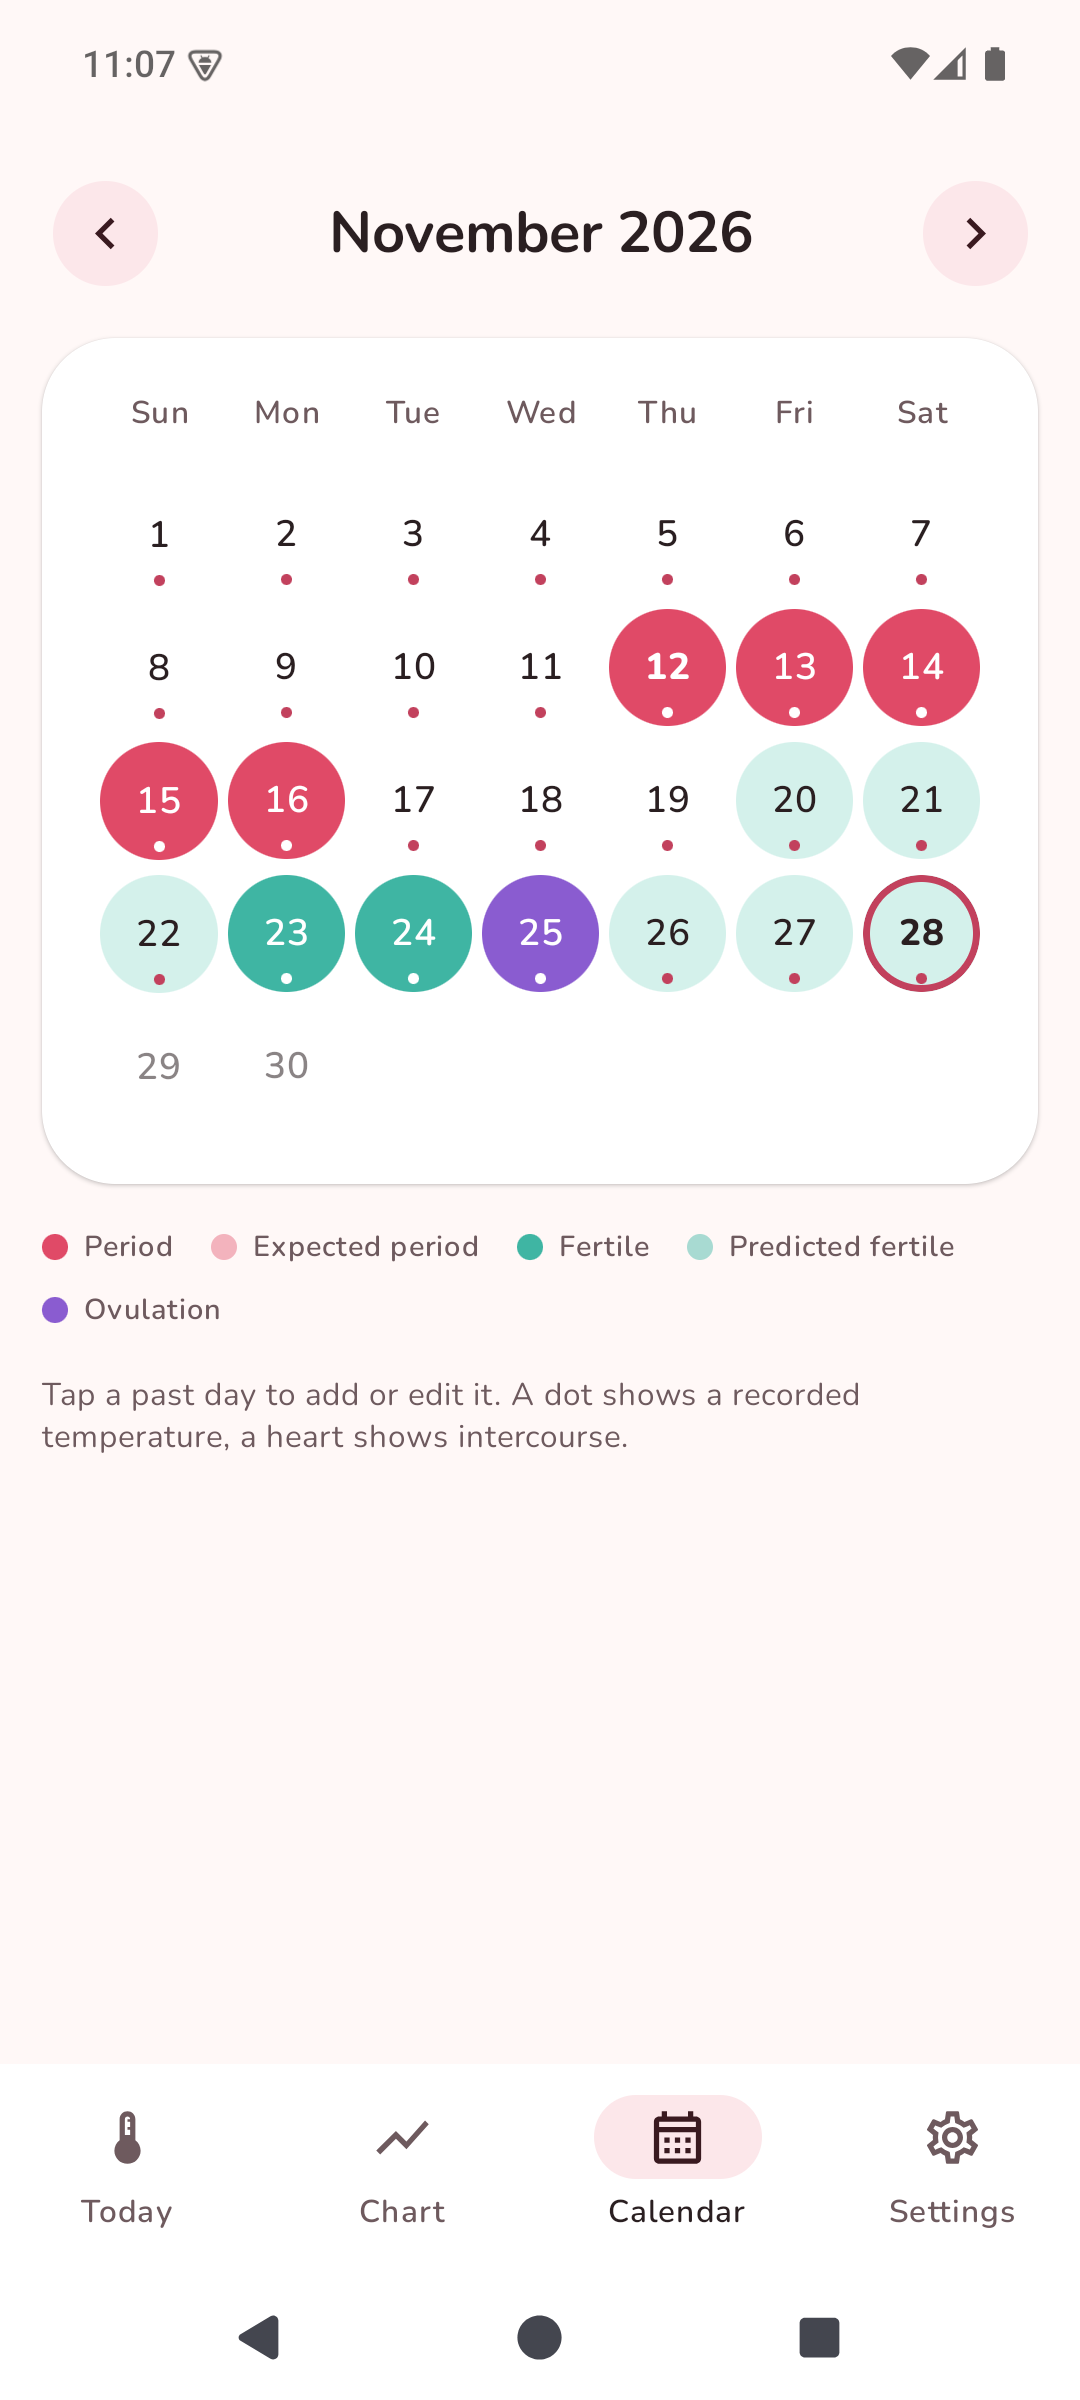 11:07
November 2026
Sun Mon Tue Wed Thu Fri Sat
1 2 3 4 5 6 7
8 9 10 11 12 13 14
15 16 17 18 19 20 21
22 23 24 25 26 27 28
29 30
Period Expected period Fertile Predicted fertile
Ovulation
Tap a past day to add or edit it. A dot shows a recorded
temperature, a heart shows intercourse.
Today Chart Calendar Settings